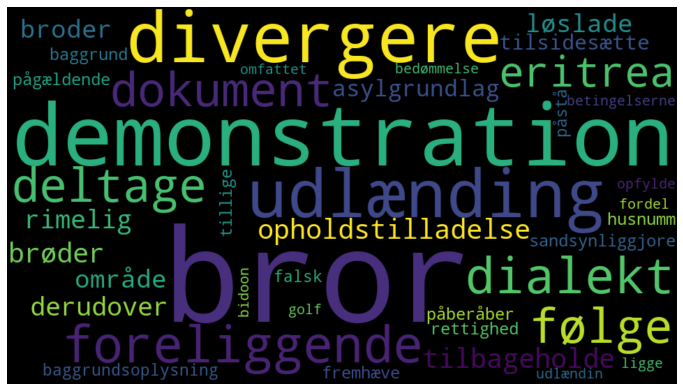 broder
divergere
løslade
baggrund
tilsidesætte
pågældende
omfattet
bedømmelse
eritrea
dokument
asylgrundlag
betingelserne
påstå
demonstration
deltage
tillige
udlænding
opfylde
fordel
rimelig
husnumm
opholdstilladelse
sandsynliggjore
brøder
bror
dialekt
område
falsk
bidoon
derudover
golf
påberåber
følge
rettighed
foreliggende
tilbageholde
ligge
baggrundsoplysning
fremhæve
udlændin